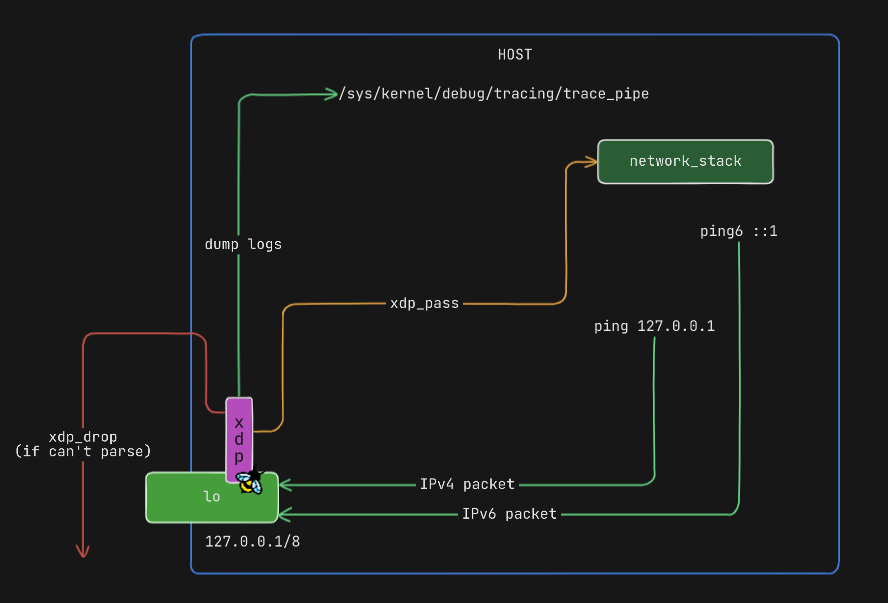 HOST
/sys/kernel/debug/tracing/trace_pipe
network_stack
ping6 ::1
dump logs
xdp_pass
ping 127.0.0.1
xdp_drop
(if can't parse)
x
d
p
IPv4 packet
lo
IPv6 packet
127.0.0.1/8